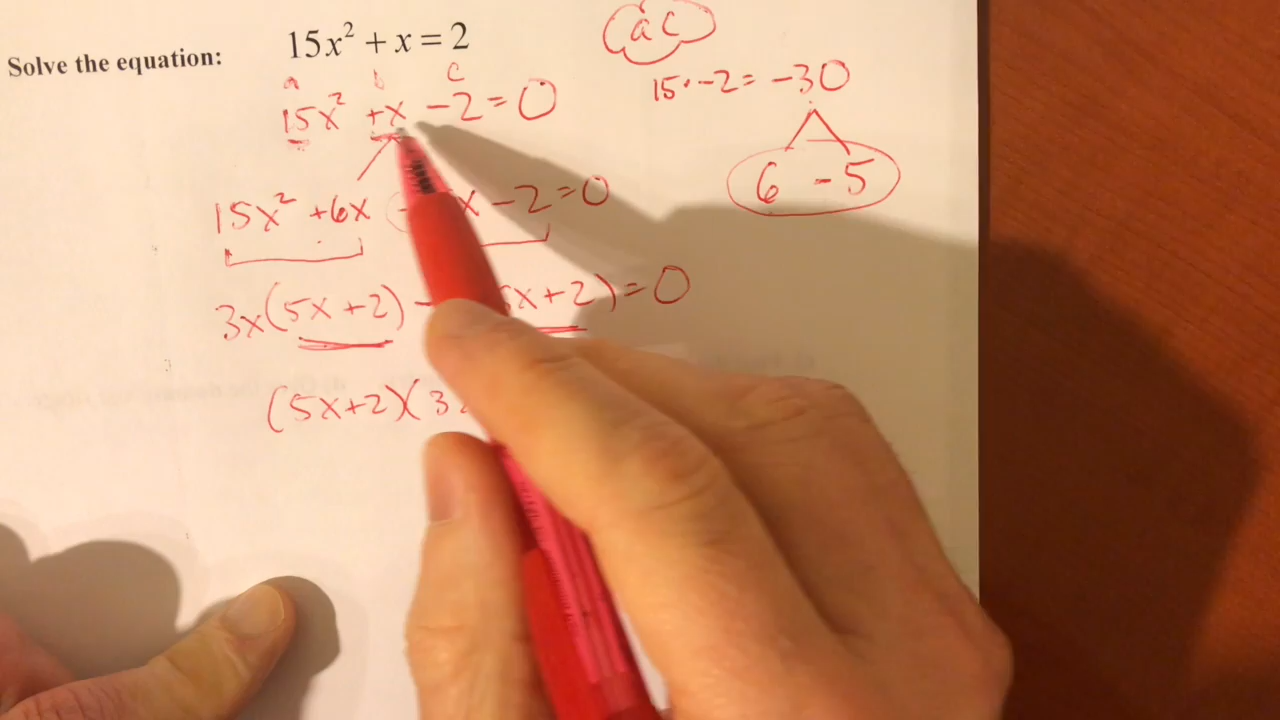 Solve the equation: 15x² + x = 2
a b c
15x² +x -2 = 0
15x² +6x x -2 = 0
3x(5x+2) - x+2) = 0
(5x+2)(3
ac
15 · -2 = -30
6 -5